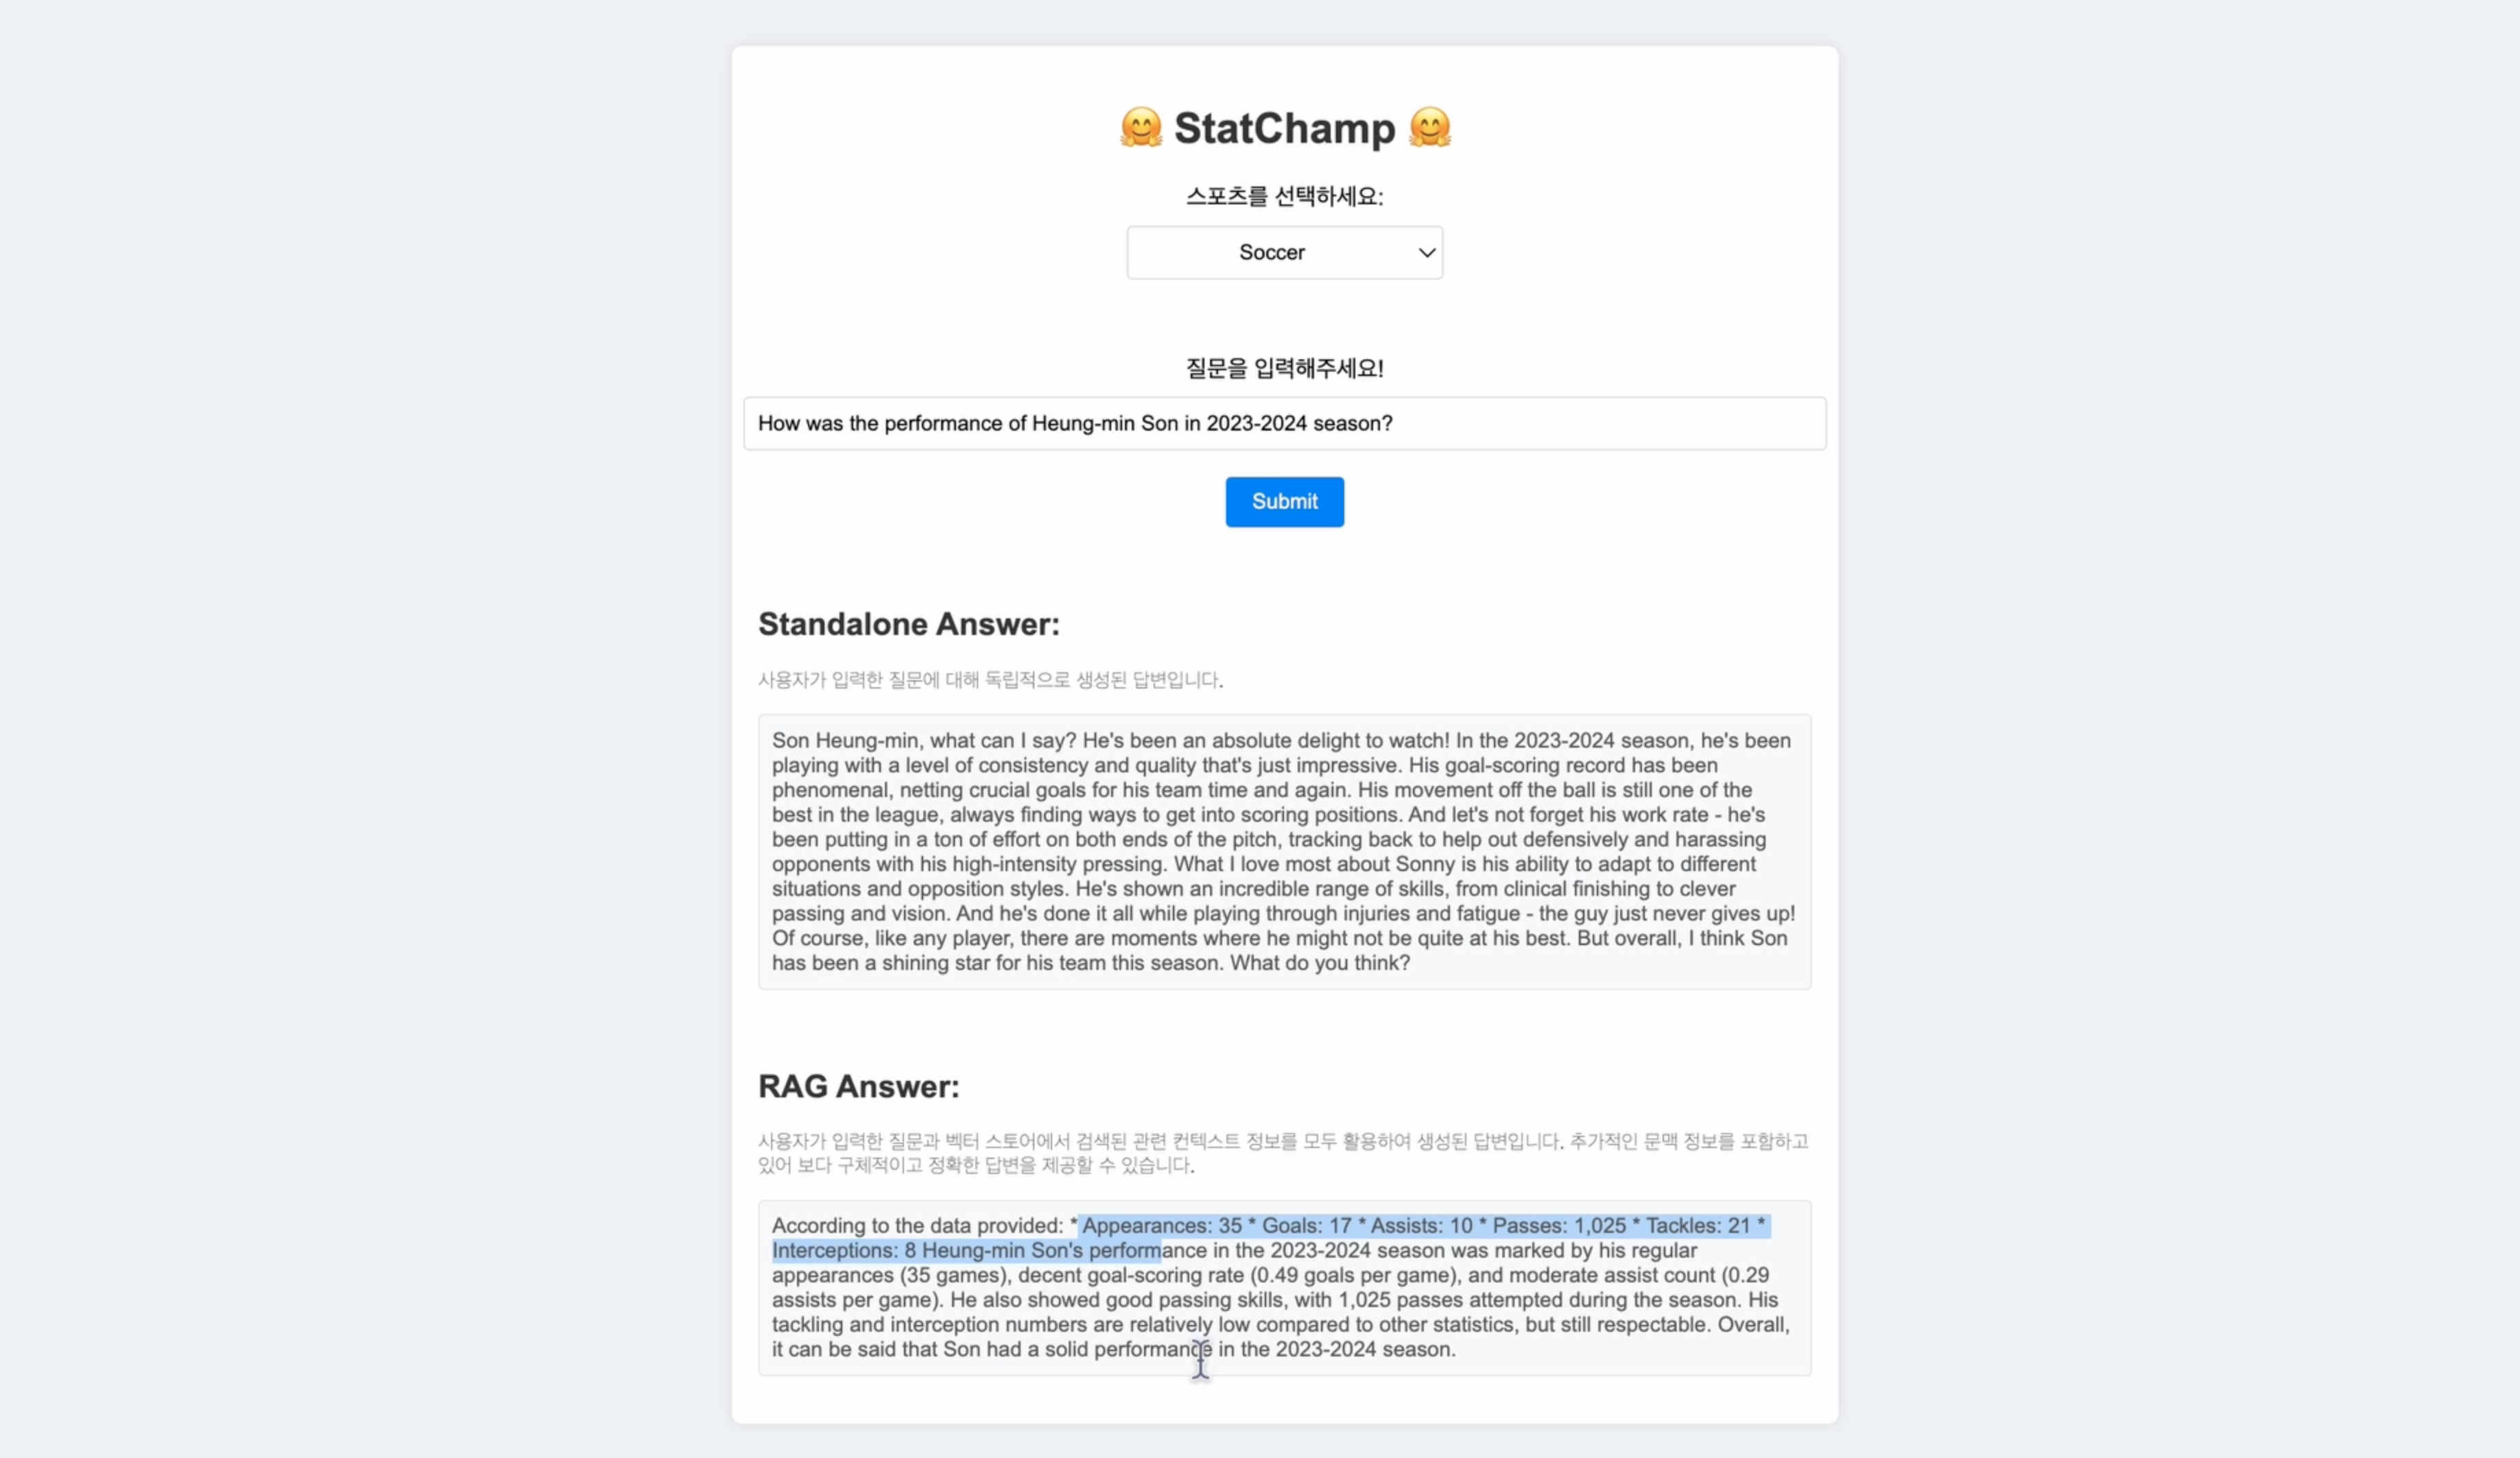 🤗 StatChamp 🤗
스포츠를 선택하세요:
Soccer
질문을 입력해주세요!
How was the performance of Heung-min Son in 2023-2024 season?
Submit
Standalone Answer:
사용자가 입력한 질문에 대해 독립적으로 생성된 답변입니다.
Son Heung-min, what can I say? He's been an absolute delight to watch! In the 2023-2024 season, he's been
playing with a level of consistency and quality that's just impressive. His goal-scoring record has been
phenomenal, netting crucial goals for his team time and again. His movement off the ball is still one of the
best in the league, always finding ways to get into scoring positions. And let's not forget his work rate - he's
been putting in a ton of effort on both ends of the pitch, tracking back to help out defensively and harassing
opponents with his high-intensity pressing. What I love most about Sonny is his ability to adapt to different
situations and opposition styles. He's shown an incredible range of skills, from clinical finishing to clever
passing and vision. And he's done it all while playing through injuries and fatigue - the guy just never gives up!
Of course, like any player, there are moments where he might not be quite at his best. But overall, I think Son
has been a shining star for his team this season. What do you think?
RAG Answer:
사용자가 입력한 질문과 벡터 스토어에서 검색된 관련 컨텍스트 정보를 모두 활용하여 생성된 답변입니다. 추가적인 문맥 정보를 포함하고
있어 보다 구체적이고 정확한 답변을 제공할 수 있습니다.
According to the data provided: * Appearances: 35 * Goals: 17 * Assists: 10 * Passes: 1,025 * Tackles: 21 *
Interceptions: 8 Heung-min Son's performance in the 2023-2024 season was marked by his regular
appearances (35 games), decent goal-scoring rate (0.49 goals per game), and moderate assist count (0.29
assists per game). He also showed good passing skills, with 1,025 passes attempted during the season. His
tackling and interception numbers are relatively low compared to other statistics, but still respectable. Overall,
it can be said that Son had a solid performance in the 2023-2024 season.